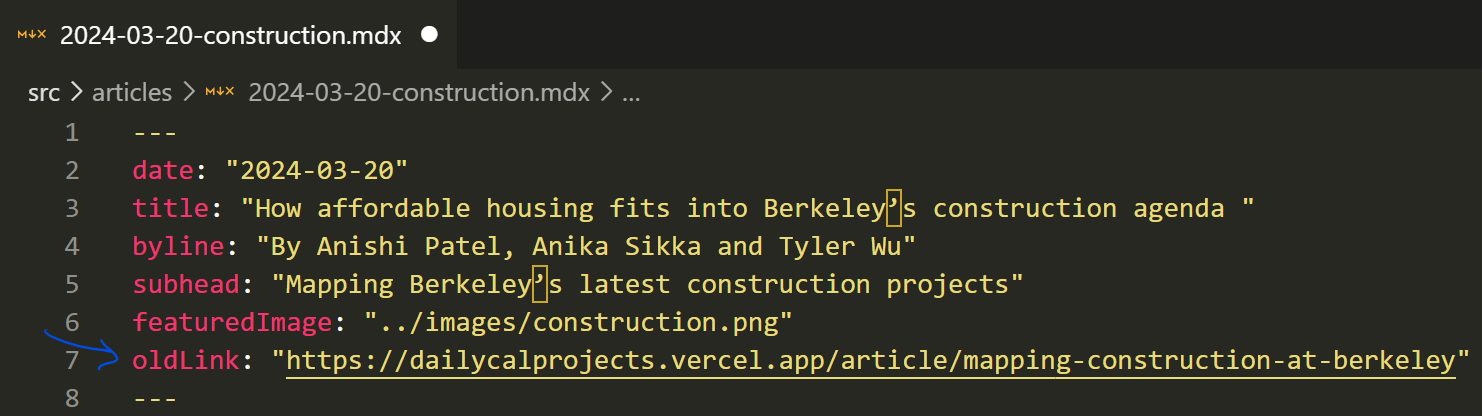 M↓X 2024-03-20-construction.mdx
src > articles > M↓X 2024-03-20-construction.mdx > ...
1 ---
2 date: "2024-03-20"
3 title: "How affordable housing fits into Berkeley’s construction agenda "
4 byline: "By Anishi Patel, Anika Sikka and Tyler Wu"
5 subhead: "Mapping Berkeley’s latest construction projects"
6 featuredImage: "../images/construction.png"
7 oldLink: "https://dailycalprojects.vercel.app/article/mapping-construction-at-berkeley"
8 ---